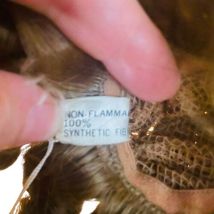 NON-FLAMMA
100%
SYNTHETIC FIB